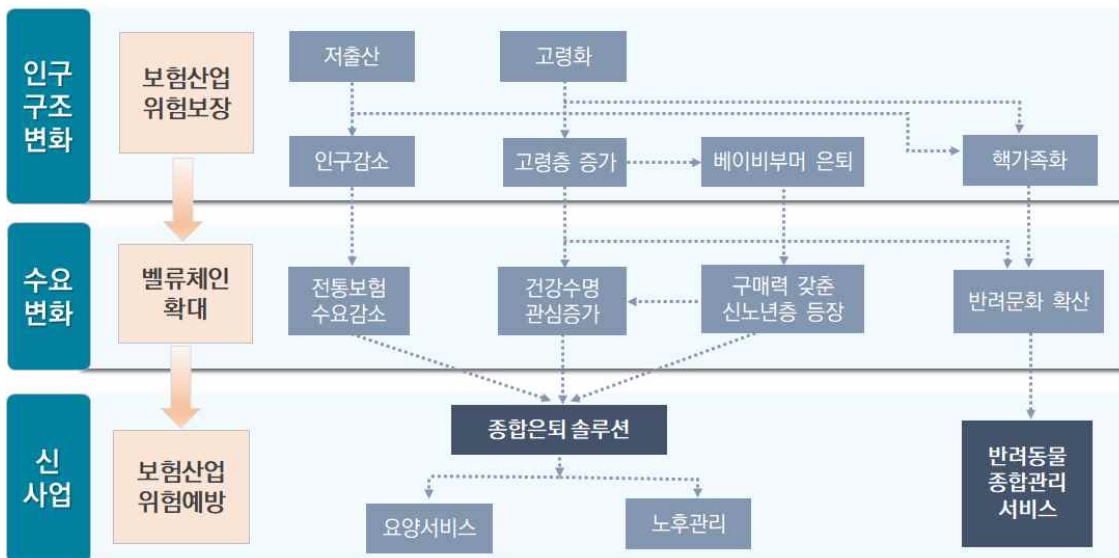 인구
구조
변화
보험산업
위험보장
저출산
고령화
인구감소
고령층 증가
베이비부머 은퇴
핵가족화
수요
변화
벨류체인
확대
전통보험
수요감소
건강수명
관심증가
구매력 갖춘
신노년층 등장
반려문화 확산
신
사업
보험산업
위험예방
종합은퇴 솔루션
요양서비스
노후관리
반려동물
종합관리
서비스